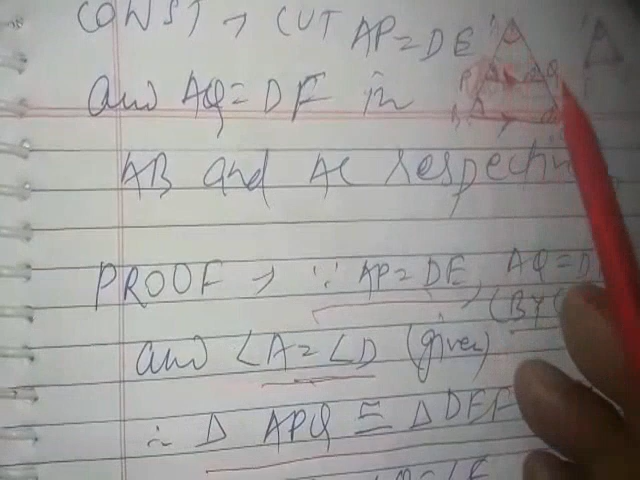 CONST → CUT AP = DE
and AQ = DF in
AB and AC respectiv
PROOF → ∵ AP = DE, AQ = D
(BY
and ∠A = ∠D (given)
∴ Δ APQ ≅ Δ DEF